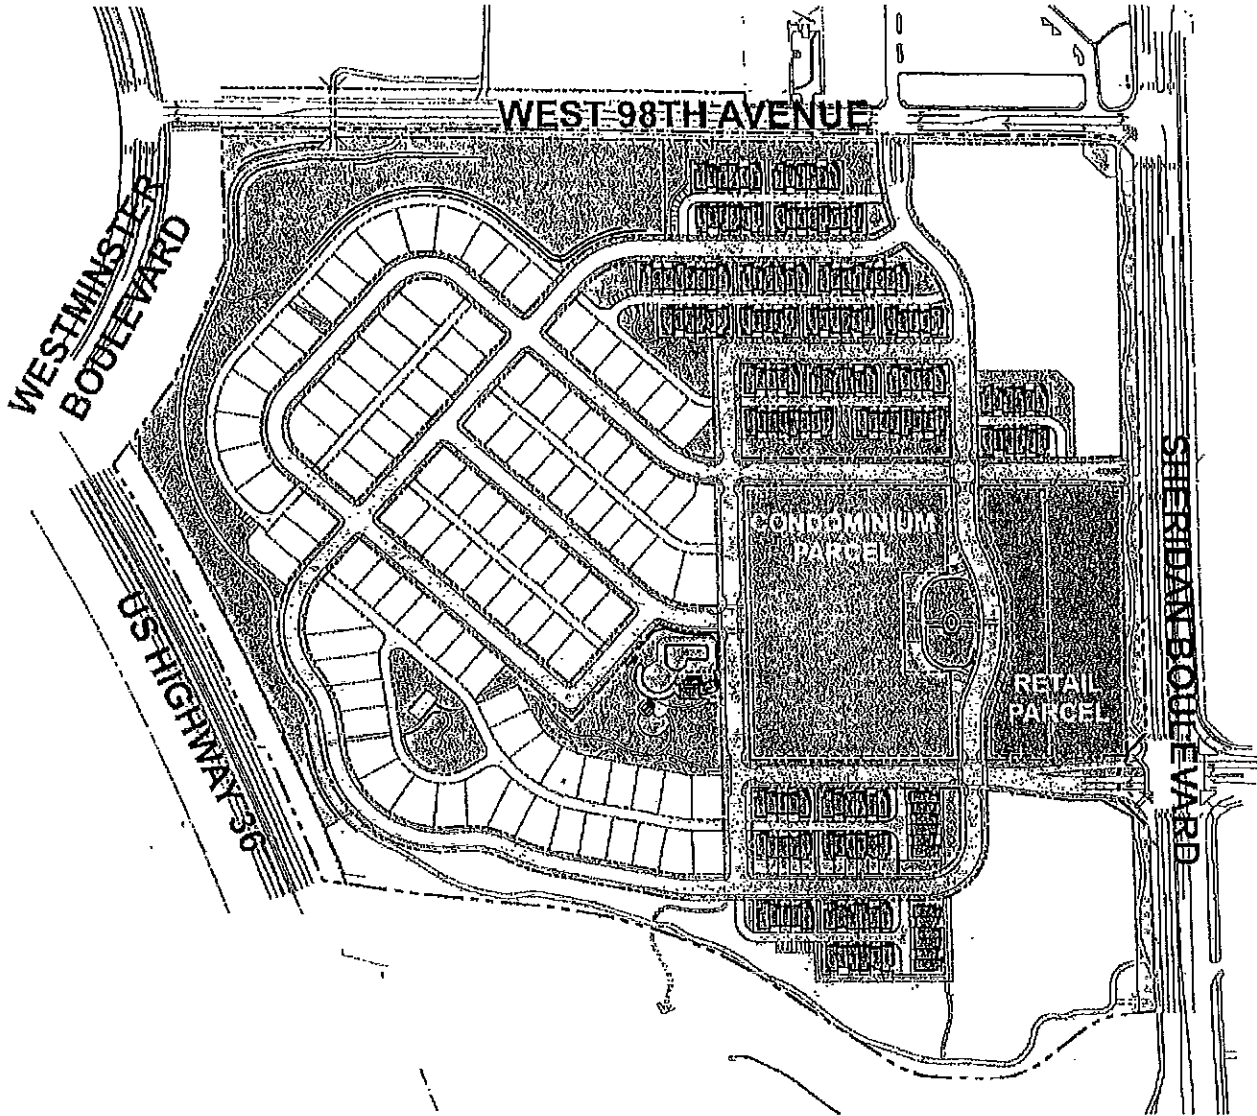 WEST 98TH AVENUE
WESTMINSTER
BOULEVARD
CONDOMINIUM
PARCEL
SHERIDAN BOULEVARD
US HIGHWAY 36
RETAIL
PARCEL